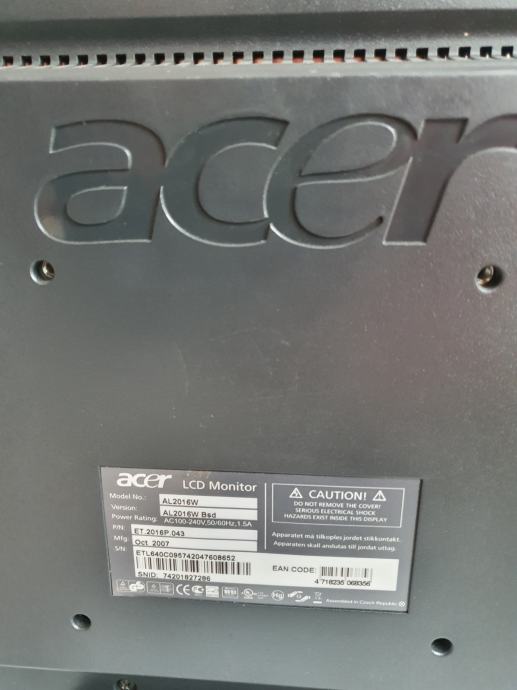 acer
acer LCD Monitor
Model No.: AL2016W
Version: AL2016W Bsd
Power Rating: AC100-240V,50/60Hz,1.5A
P/N: ET.2016P.043
Mfg. Oct 2007
S/N: ETL640C095742047608652
SNID: 74201827286
CAUTION!
DO NOT REMOVE THE COVER!
SERIOUS ELECTRICAL SHOCK
HAZARDS EXIST INSIDE THIS DISPLAY
Apparatet må tilkoples jordet stikkontakt.
Apparaten skall anslutas till jordat uttag.
EAN CODE:
4 718235 068356
Assembled in Czech Republic